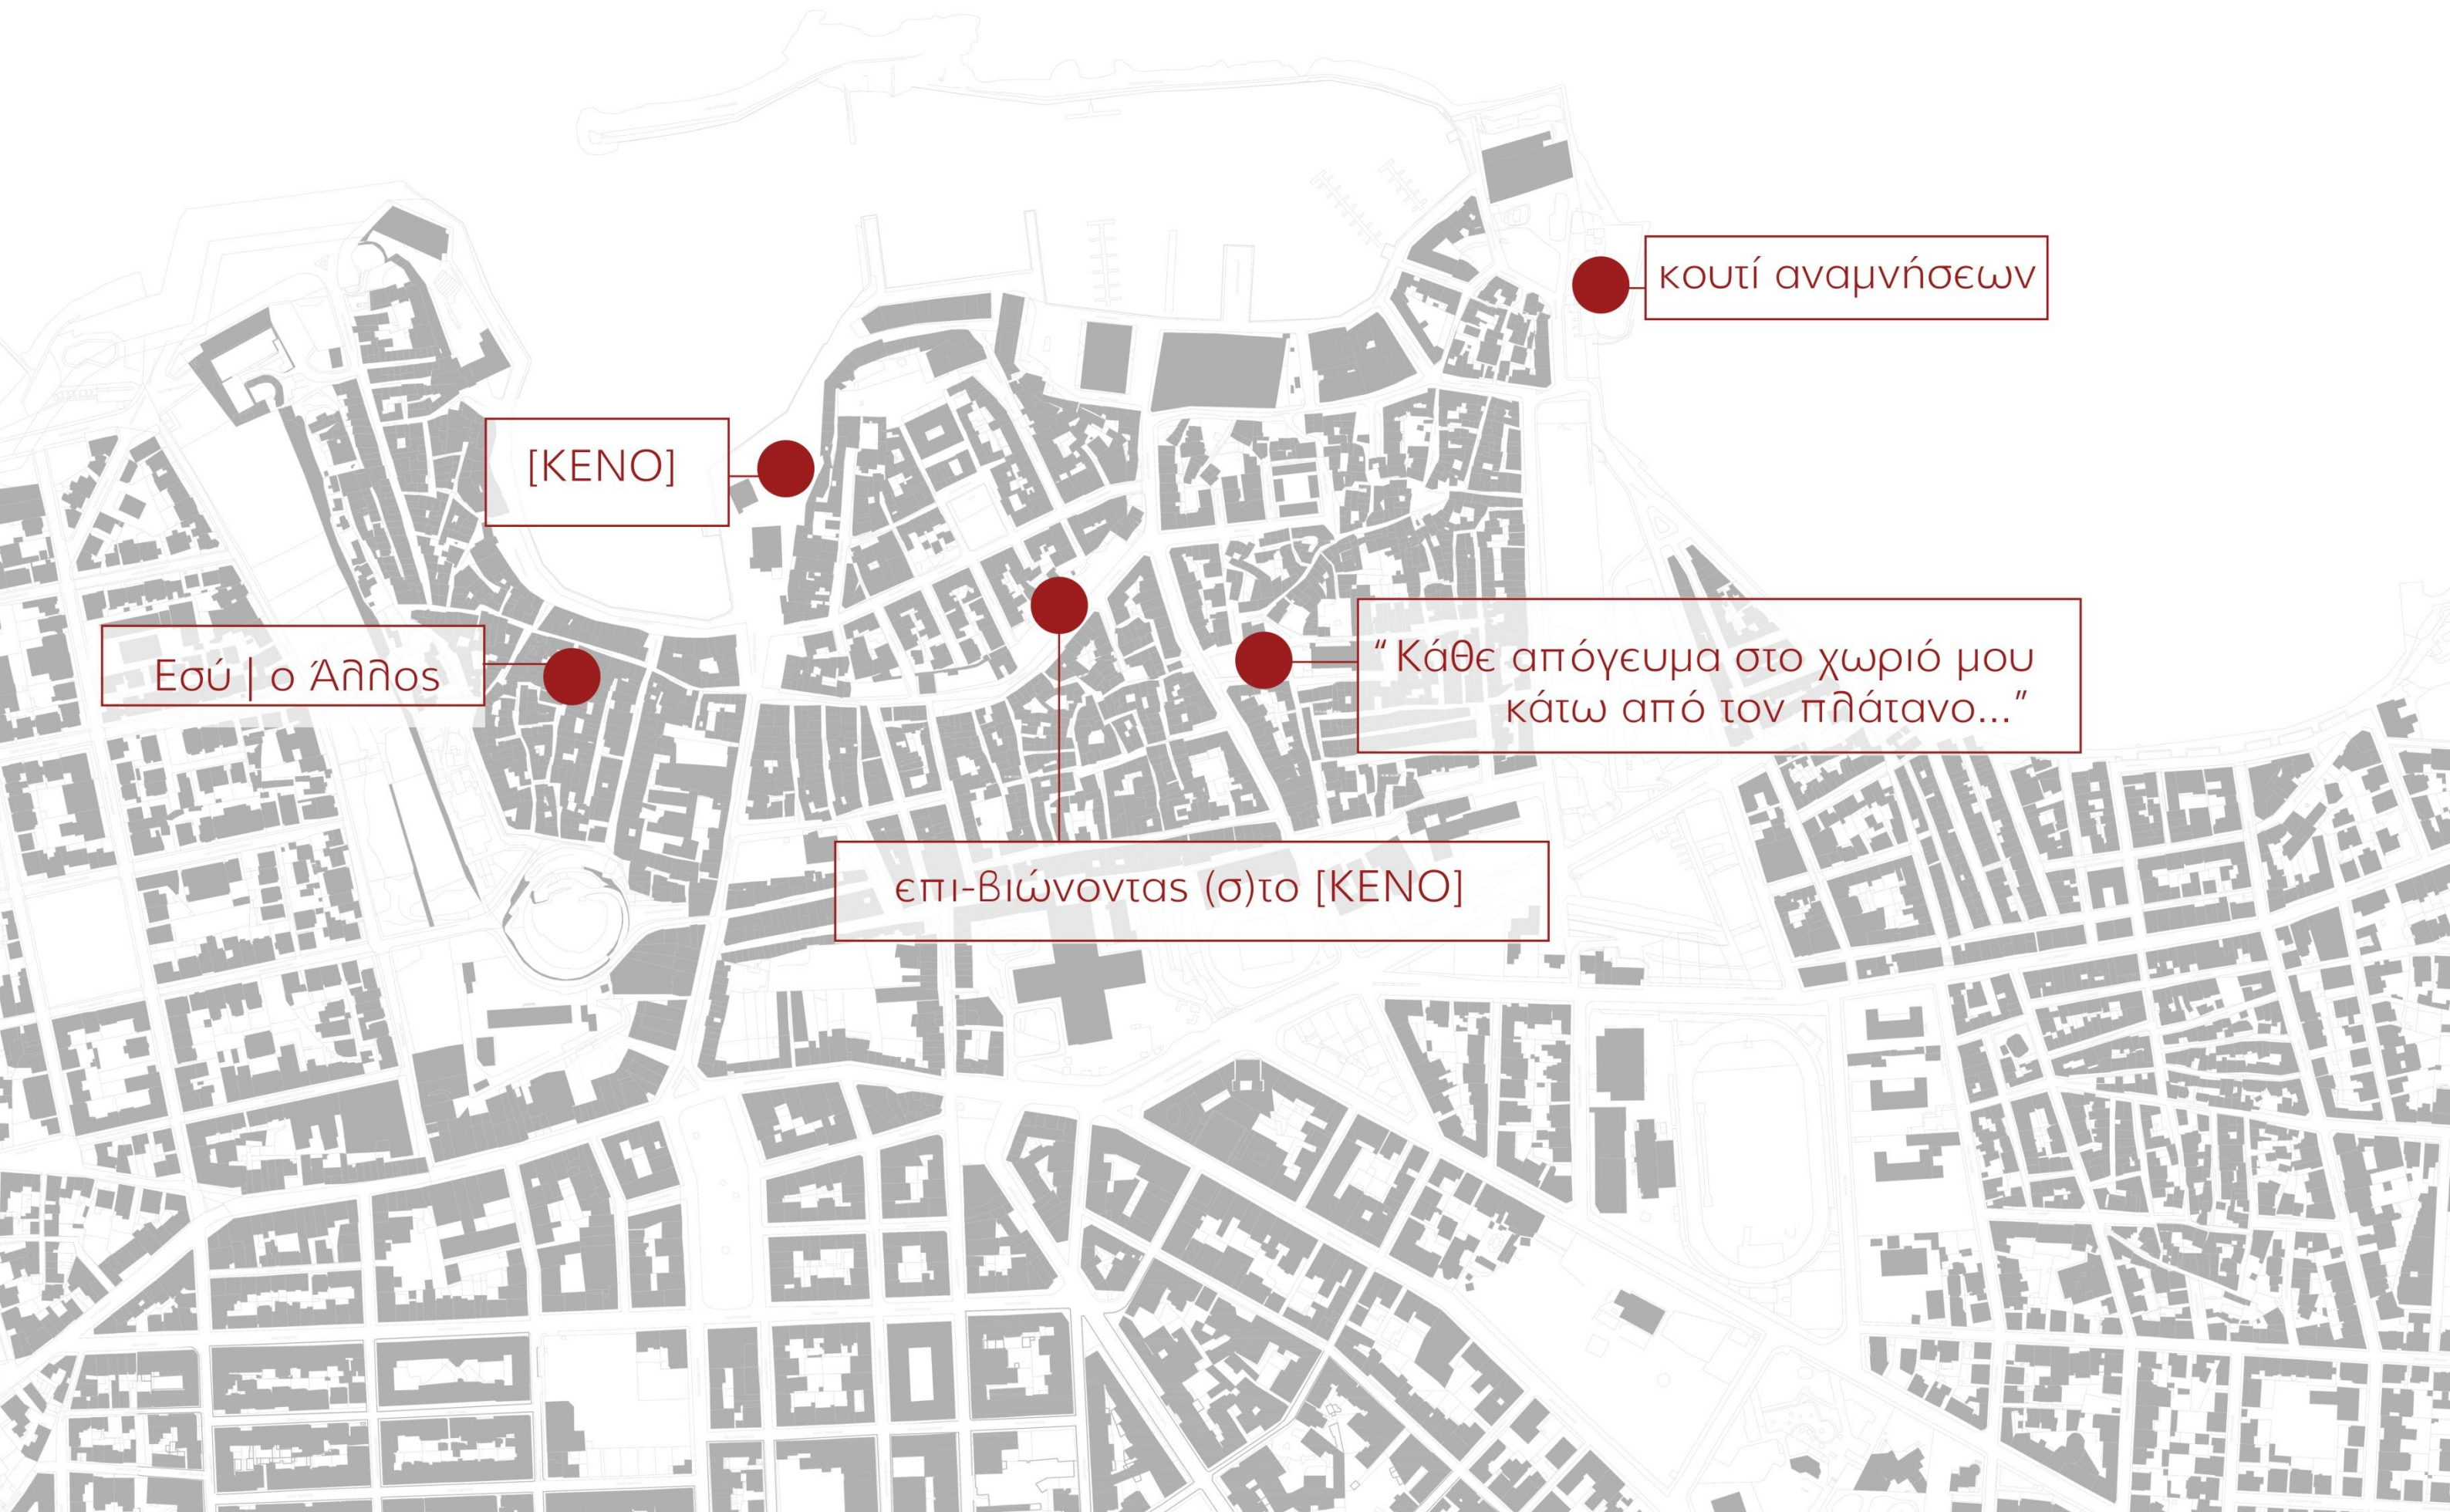 κουτί αναμνήσεων
[ΚΕΝΟ]
Εσύ | ο Άλλος
“Κάθε απόγευμα στο χωριό μου
κάτω από τον πλάτανο...”
επι-βιώνοντας (σ)το [ΚΕΝΟ]